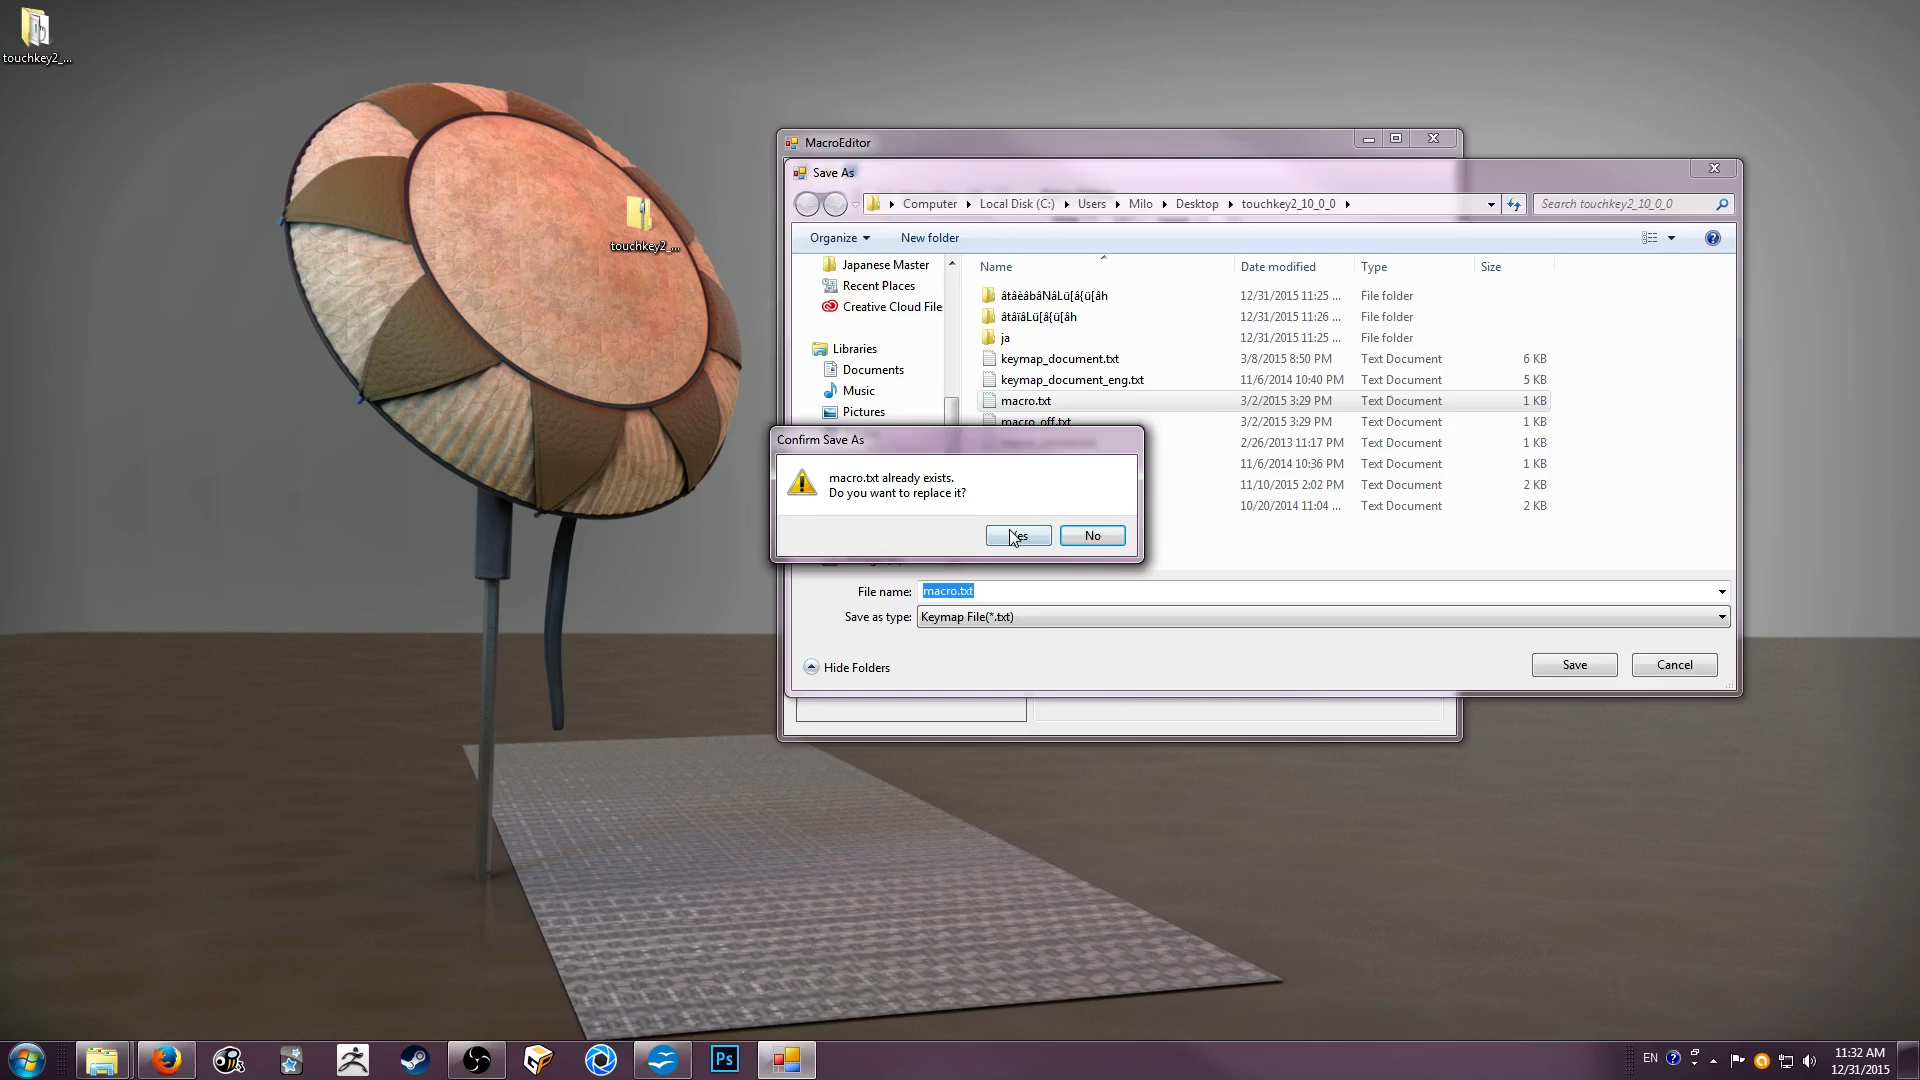 touchkey2_...
touchkey2_...
MacroEditor
Save As
Computer
Local Disk (C:)
Users
Milo
Desktop
touchkey2_10_0_0
Search touchkey2_10_0_0
Organize
New folder
Japanese Master
Recent Places
Creative Cloud File
Libraries
Documents
Music
Pictures
Name Date modified Type Size
âtâèâbâNâLü[â{ü[âh 12/31/2015 11:25 ... File folder
âtâïâLü[â{ü[âh 12/31/2015 11:26 ... File folder
ja 12/31/2015 11:25 ... File folder
keymap_document.txt 3/8/2015 8:50 PM Text Document 6 KB
keymap_document_eng.txt 11/6/2014 10:40 PM Text Document 5 KB
macro.txt 3/2/2015 3:29 PM Text Document 1 KB
macro_off.txt 3/2/2015 3:29 PM Text Document 1 KB
2/26/2013 11:17 PM Text Document 1 KB
11/6/2014 10:36 PM Text Document 1 KB
11/10/2015 2:02 PM Text Document 2 KB
10/20/2014 11:04 ... Text Document 2 KB
Confirm Save As
macro.txt already exists.
Do you want to replace it?
Yes
No
File name: macro.txt
Save as type: Keymap File(*.txt)
Hide Folders
Save
Cancel
Ps
EN
11:32 AM
12/31/2015